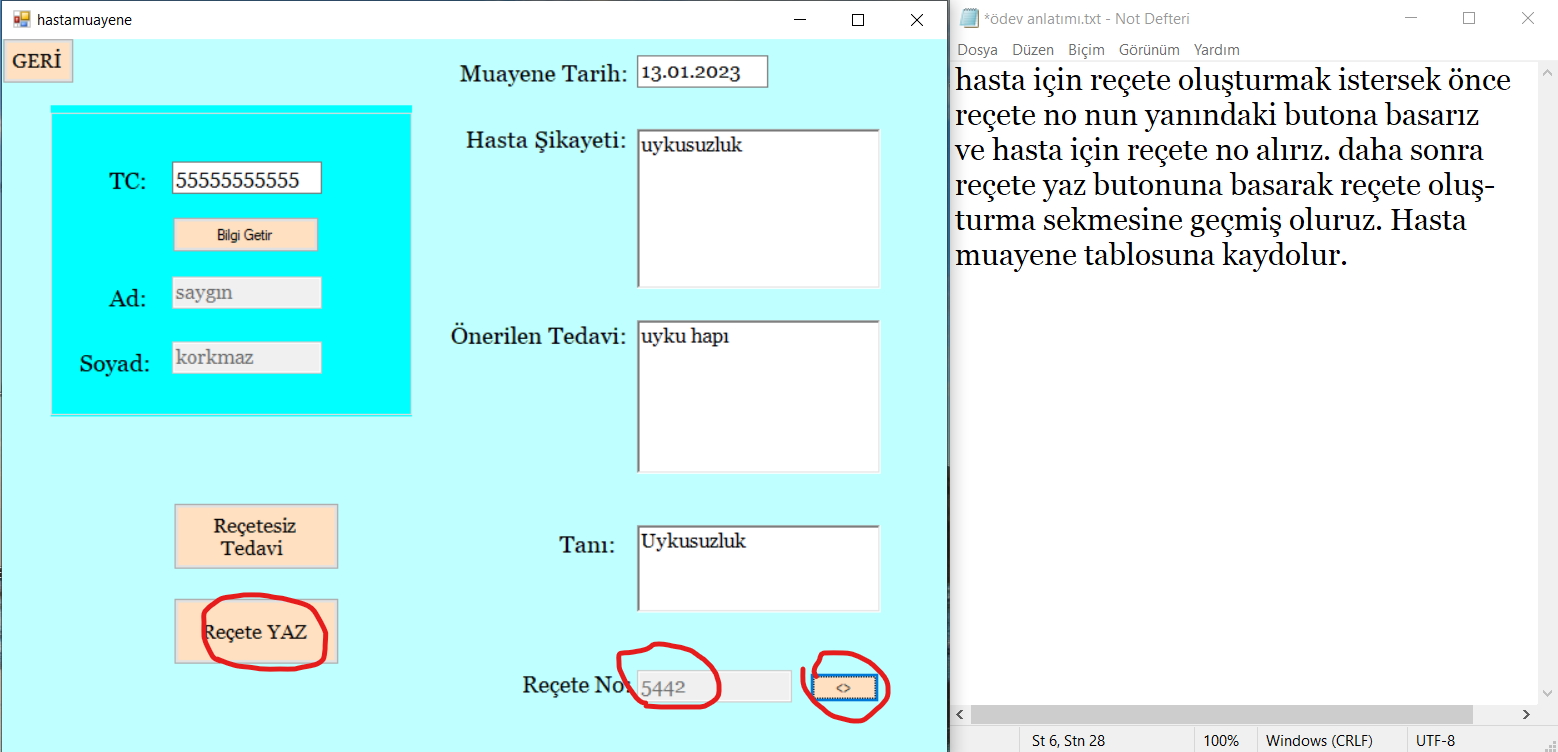 hastamuayene
GERİ
Muayene Tarih: 13.01.2023
Hasta Şikayeti: uykusuzluk
TC: 55555555555
Bilgi Getir
Ad: saygın
Soyad: korkmaz
Önerilen Tedavi: uyku hapı
Reçetesiz
Tedavi
Tanı: Uykusuzluk
Reçete YAZ
Reçete No: 5442 <>
*ödev anlatımı.txt - Not Defteri
Dosya Düzen Biçim Görünüm Yardım
hasta için reçete oluşturmak istersek önce
reçete no nun yanındaki butona basarız
ve hasta için reçete no alırız. daha sonra
reçete yaz butonuna basarak reçete oluş-
turma sekmesine geçmiş oluruz. Hasta
muayene tablosuna kaydolur.
St 6, Stn 28 100% Windows (CRLF) UTF-8